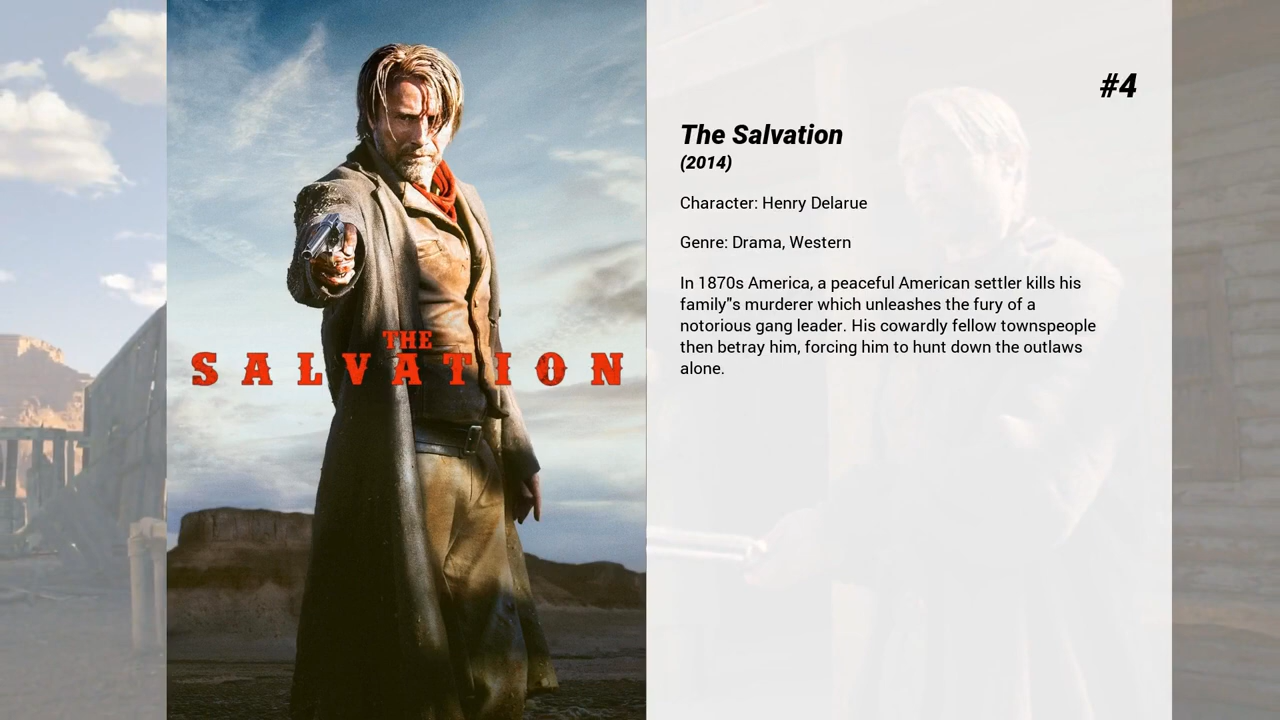 THE
SALVATION
#4
The Salvation
(2014)
Character: Henry Delarue
Genre: Drama, Western
In 1870s America, a peaceful American settler kills his
family"s murderer which unleashes the fury of a
notorious gang leader. His cowardly fellow townspeople
then betray him, forcing him to hunt down the outlaws
alone.